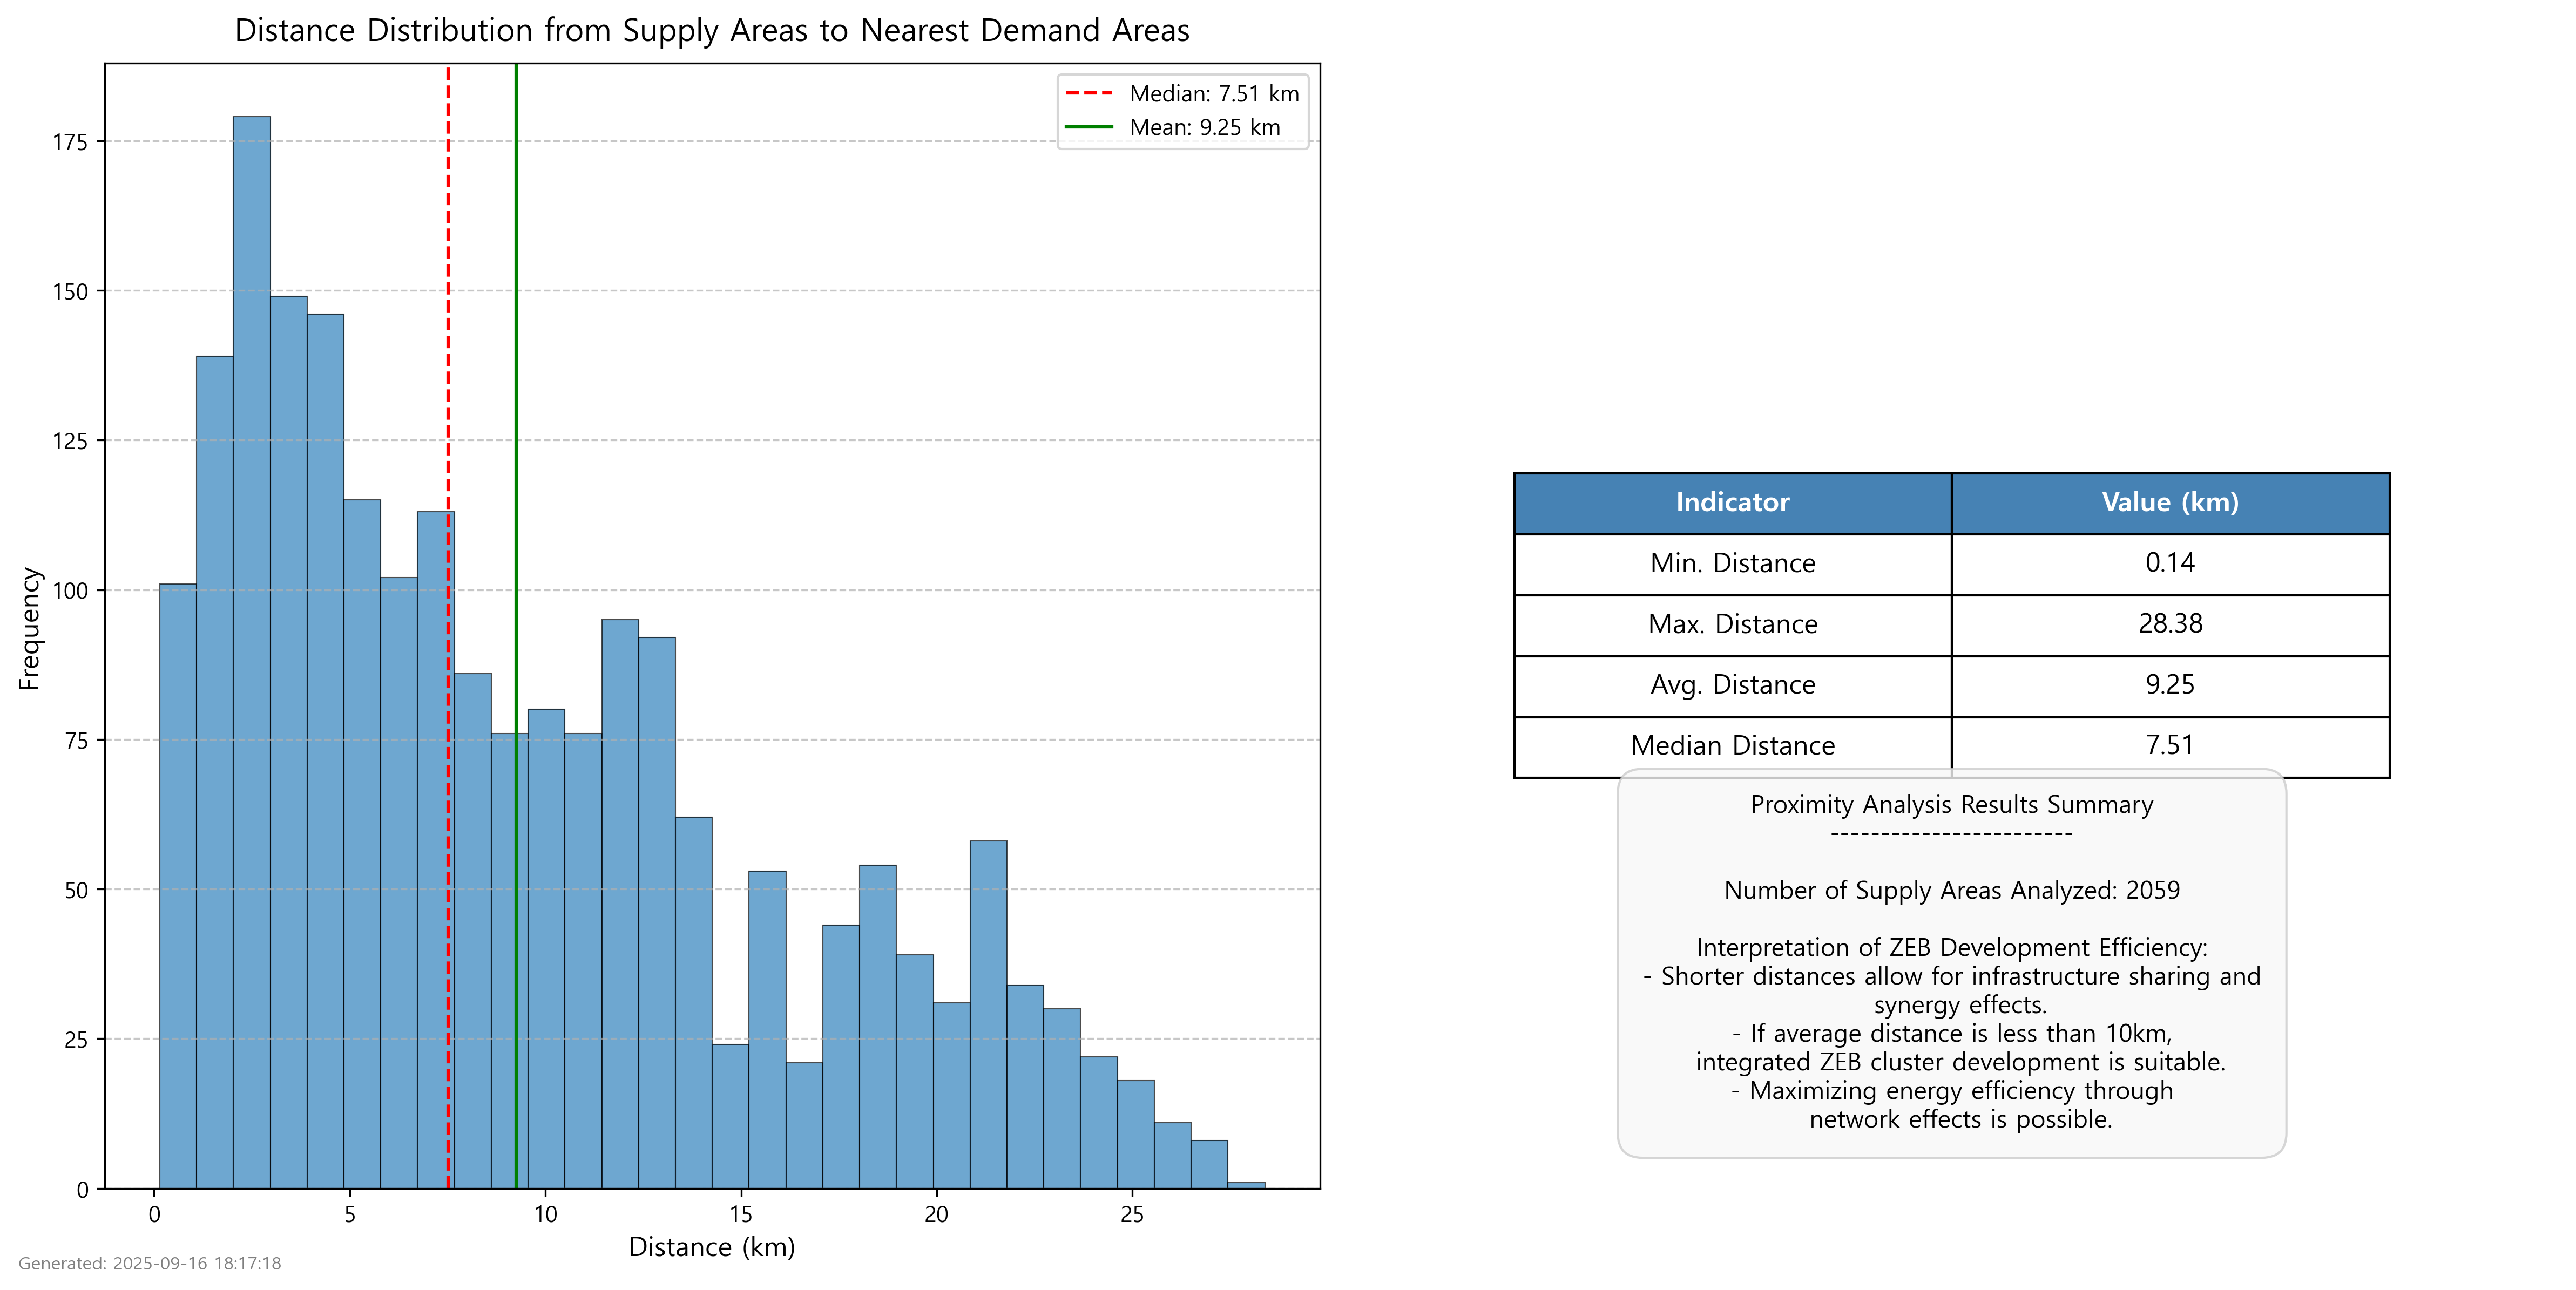 Distance Distribution from Supply Areas to Nearest Demand Areas
Median: 7.51 km
Mean: 9.25 km
Frequency
175
150
125
100
75
50
25
0
0 5 10 15 20 25
Distance (km)
Generated: 2025-09-16 18:17:18
Indicator Value (km)
Min. Distance 0.14
Max. Distance 28.38
Avg. Distance 9.25
Median Distance 7.51
Proximity Analysis Results Summary
------------------------
Number of Supply Areas Analyzed: 2059
Interpretation of ZEB Development Efficiency:
- Shorter distances allow for infrastructure sharing and
synergy effects.
- If average distance is less than 10km,
integrated ZEB cluster development is suitable.
- Maximizing energy efficiency through
network effects is possible.